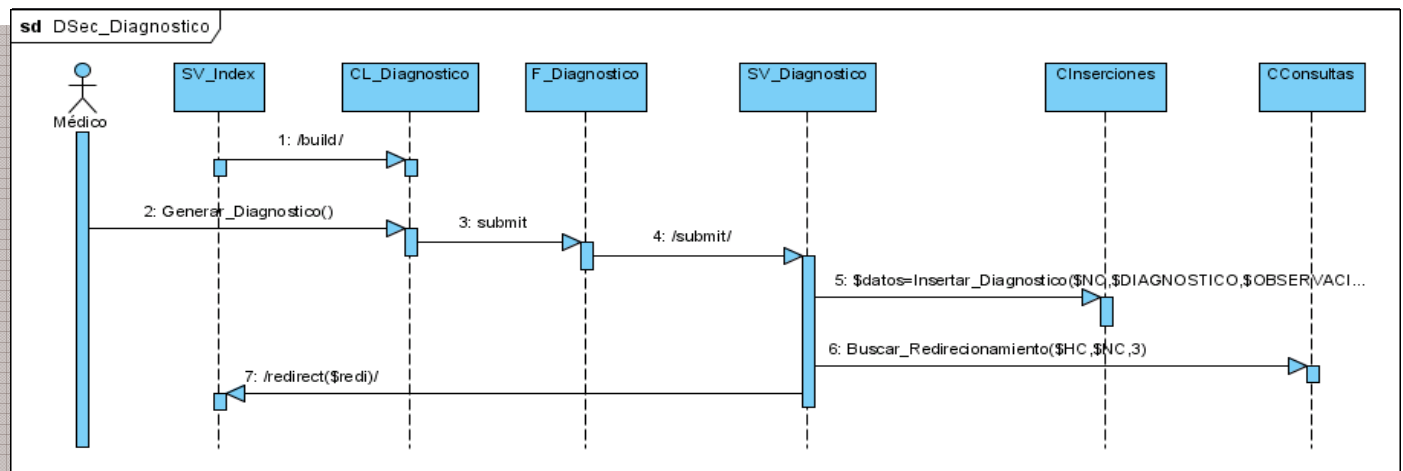 sd DSec_Diagnostico
SV_Index
CL_Diagnostico
F_Diagnostico
SV_Diagnostico
CInserciones
CConsultas
Médico
1: /build/
2: Generar_Diagnostico()
3: submit
4: /submit/
5: $datos=Insertar_Diagnostico($NC,$DIAGNOSTICO,$OBSERVACI...
6: Buscar_Redirecionamiento($HC,$NC,3)
7: /redirect($redi)/